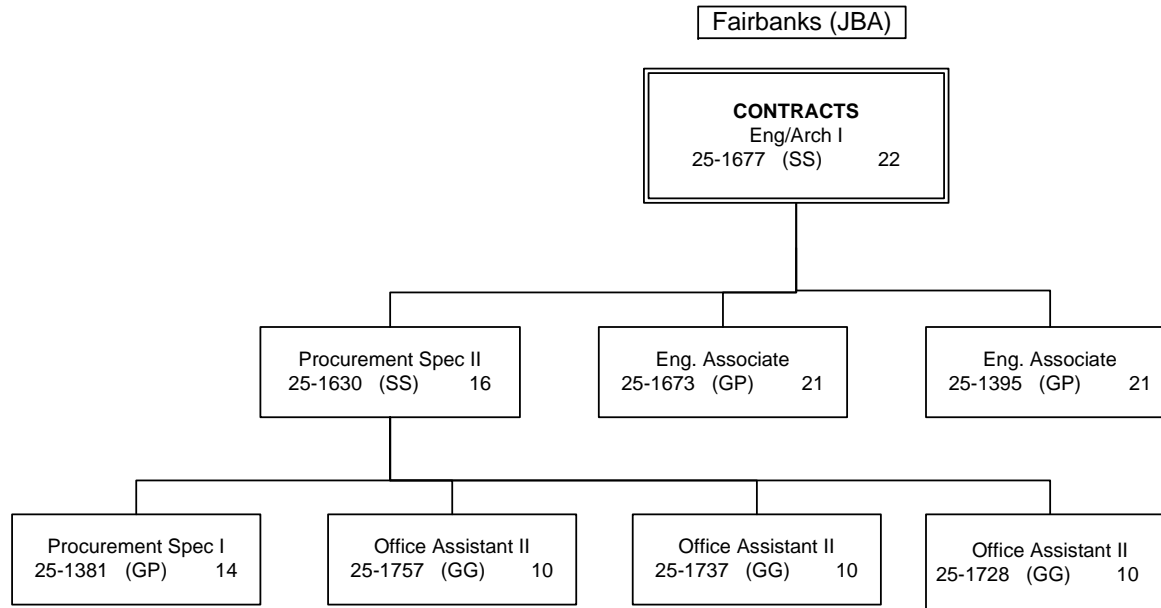 Fairbanks (JBA)
CONTRACTS
Eng/Arch I
25-1677 (SS) 22
Procurement Spec II
25-1630 (SS) 16
Eng. Associate
25-1673 (GP) 21
Eng. Associate
25-1395 (GP) 21
Procurement Spec I
25-1381 (GP) 14
Office Assistant II
25-1757 (GG) 10
Office Assistant II
25-1737 (GG) 10
Office Assistant II
25-1728 (GG) 10